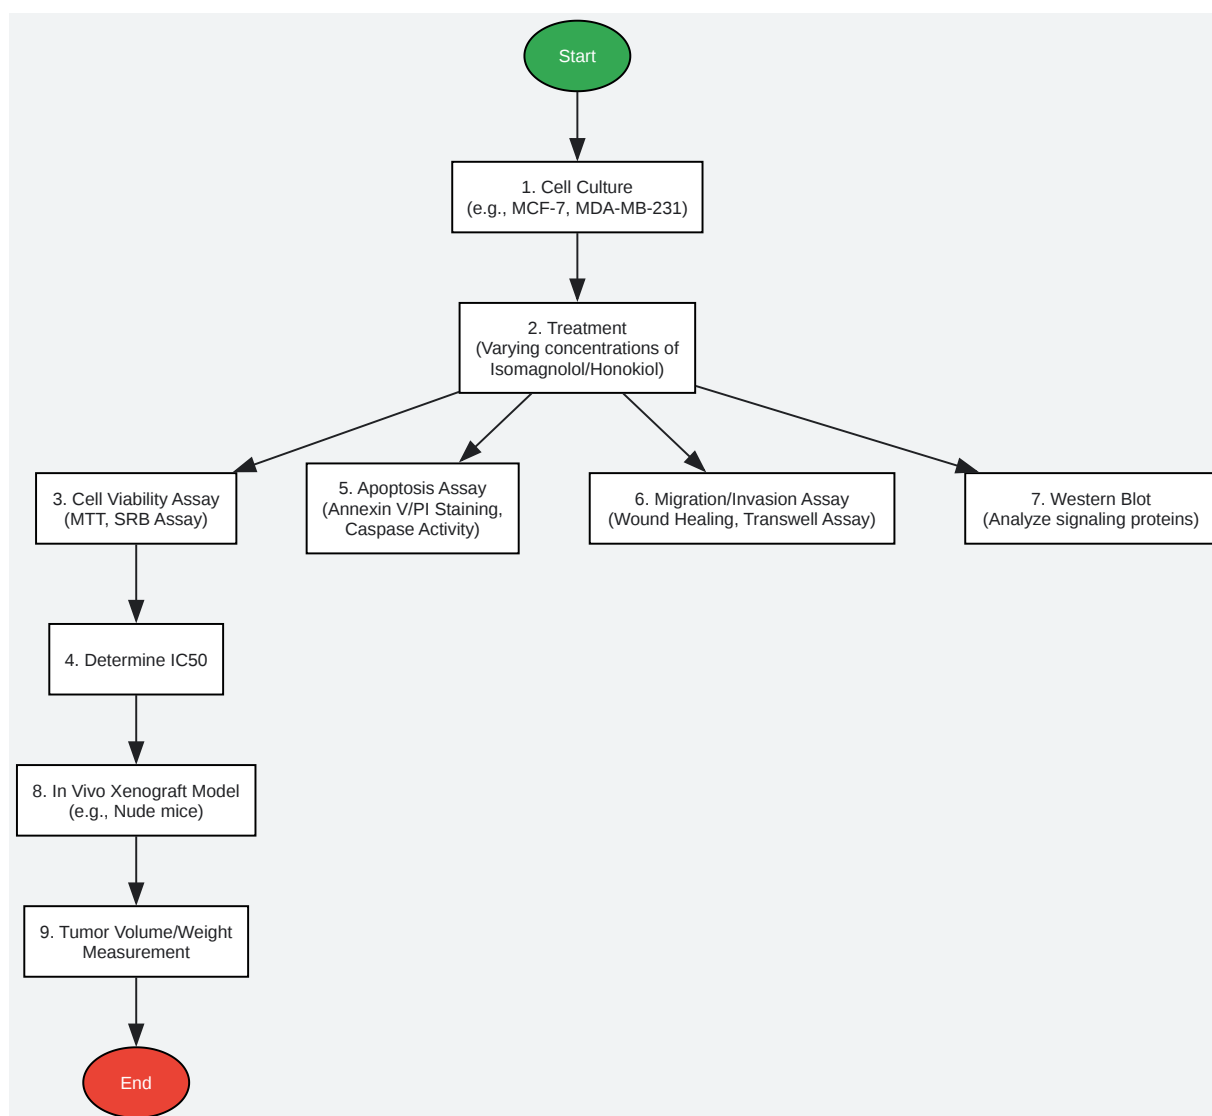 Start
1. Cell Culture
(e.g., MCF-7, MDA-MB-231)
2. Treatment
(Varying concentrations of
Isomagnolol/Honokiol)
3. Cell Viability Assay
(MTT, SRB Assay)
5. Apoptosis Assay
(Annexin V/PI Staining,
Caspase Activity)
6. Migration/Invasion Assay
(Wound Healing, Transwell Assay)
7. Western Blot
(Analyze signaling proteins)
4. Determine IC50
8. In Vivo Xenograft Model
(e.g., Nude mice)
9. Tumor Volume/Weight
Measurement
End